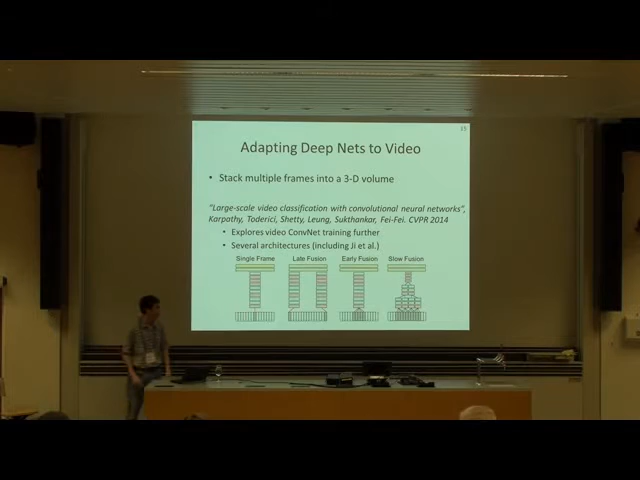 15
Adapting Deep Nets to Video
• Stack multiple frames into a 3-D volume
"Large-scale video classification with convolutional neural networks",
Karpathy, Toderici, Shetty, Leung, Sukthankar, Fei-Fei. CVPR 2014
• Explores video ConvNet training further
• Several architectures (including Ji et al.)
Single Frame Late Fusion Early Fusion Slow Fusion